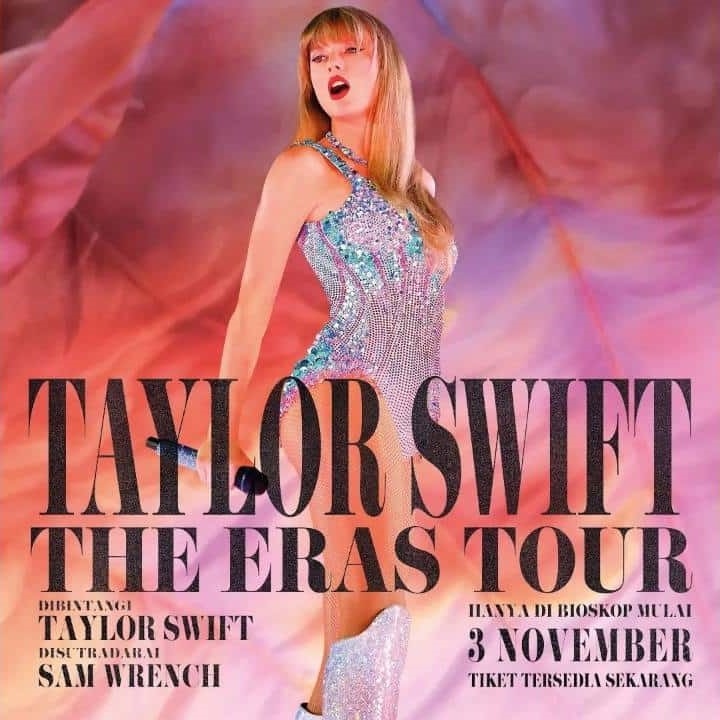 TAYLOR SWIFT
THE ERAS TOUR
DIBINTANGI
TAYLOR SWIFT
DISUTRADARAI
SAM WRENCH
HANYA DI BIOSKOP MULAI
3 NOVEMBER
TIKET TERSEDIA SEKARANG